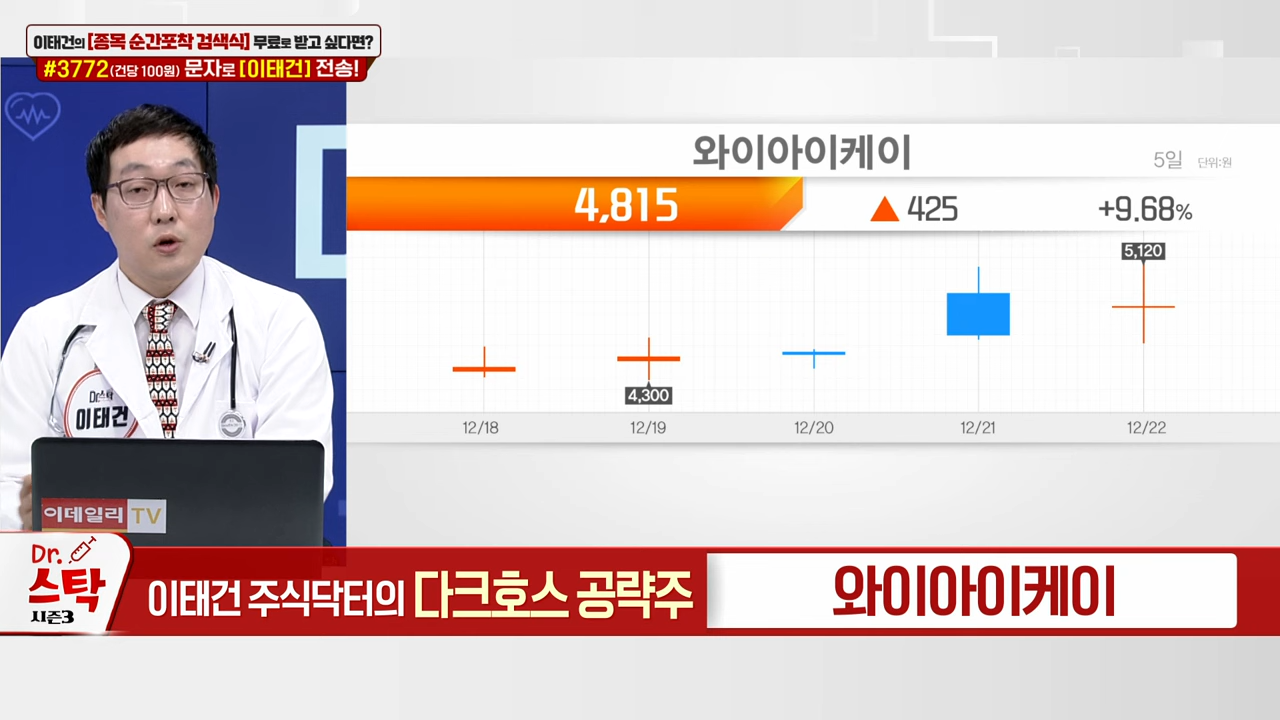 이태건의 [종목 순간포착 검색식] 무료로 받고 싶다면?
#3772(건당 100원) 문자로 [이태건] 전송!
와이아이케이
5일 단위:원
4,815 ▲ 425 +9.68%
5,120
4,300
12/18 12/19 12/20 12/21 12/22
Dr.스탁
이태건
이데일리 TV
Dr.
스탁
시즌3
이태건 주식닥터의 다크호스 공략주
와이아이케이